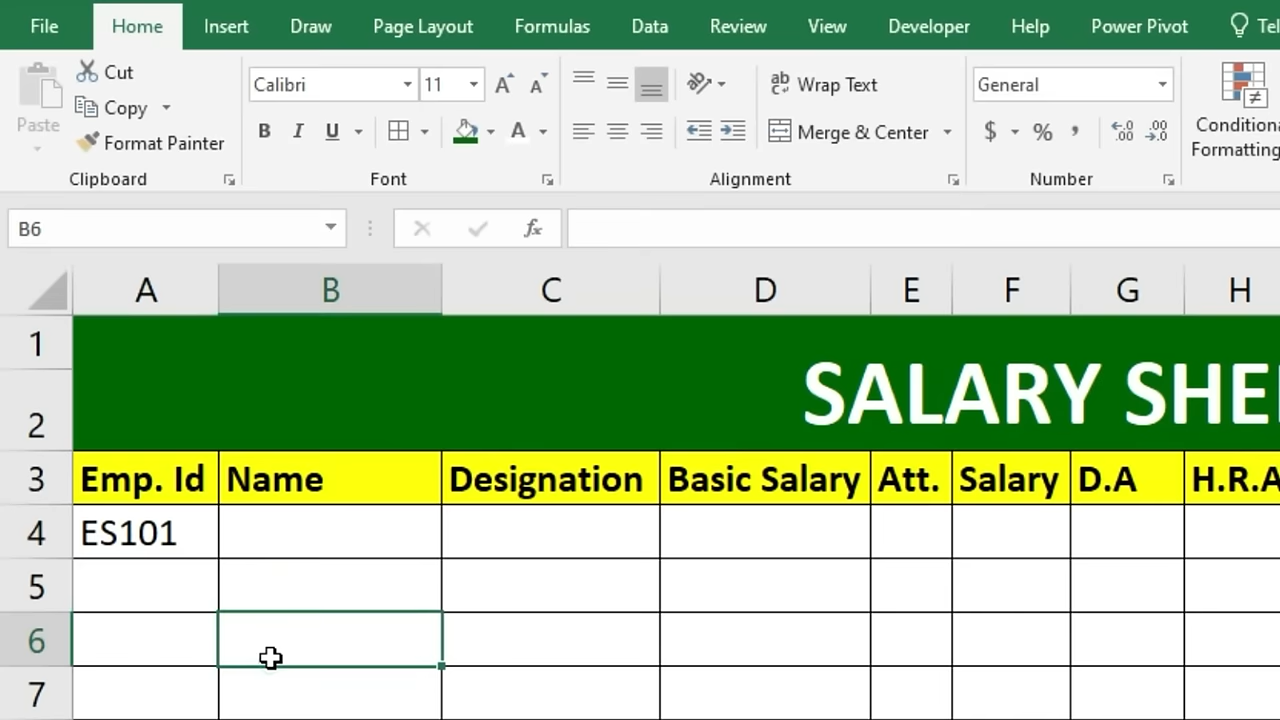 File Home Insert Draw Page Layout Formulas Data Review View Developer Help Power Pivot
Cut
Copy
Format Painter
Paste
Clipboard
Calibri 11 A A
B I U A
Font
ab Wrap Text
Merge & Center
Alignment
General
$ % ,
Number
Formatting
B6 fx
A B C D E F G H
1
2
SALARY
3 Emp. Id Name Designation Basic Salary Att. Salary D.A H.R.A
4 ES101
5
6
7